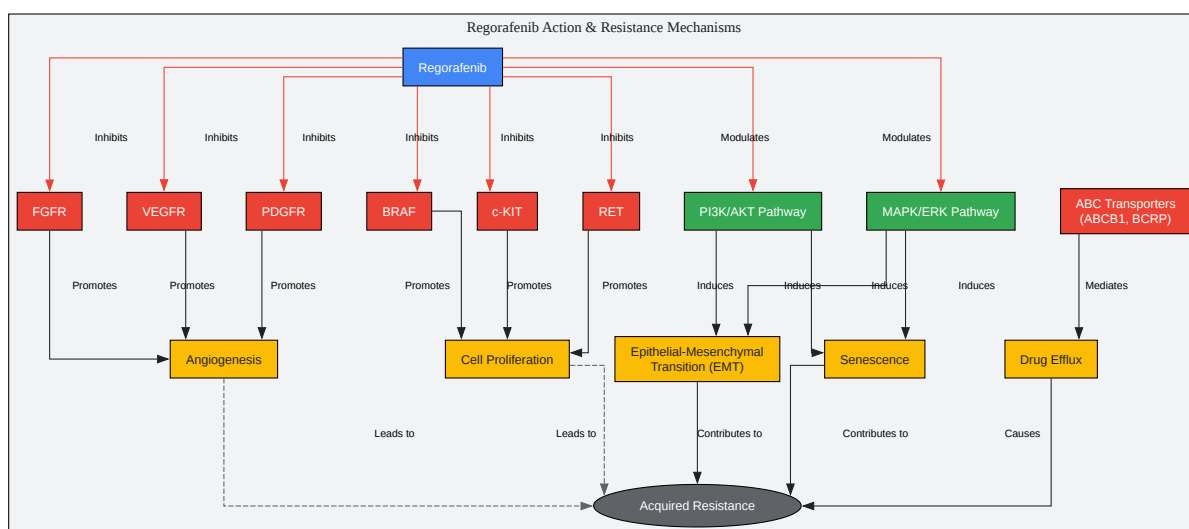 Regorafenib Action & Resistance Mechanisms
Regorafenib
Inhibits
Inhibits
Inhibits
Inhibits
Inhibits
Inhibits
Modulates
Modulates
FGFR
VEGFR
PDGFR
BRAF
c-KIT
RET
PI3K/AKT Pathway
MAPK/ERK Pathway
ABC Transporters
(ABCB1, BCRP)
Promotes
Promotes
Promotes
Promotes
Promotes
Promotes
Induces
Induces
Induces
Induces
Mediates
Angiogenesis
Cell Proliferation
Epithelial-Mesenchymal
Transition (EMT)
Senescence
Drug Efflux
Leads to
Leads to
Contributes to
Contributes to
Causes
Acquired Resistance